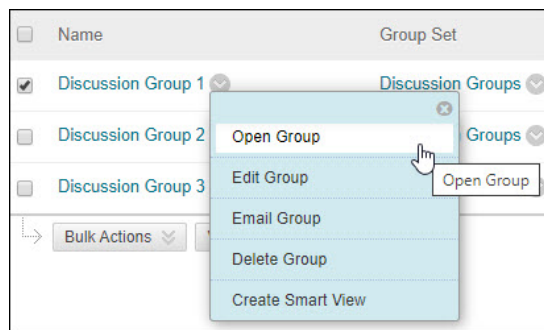 Name Group Set
Discussion Group 1 Discussion Groups
Discussion Group 2 Groups
Open Group
Discussion Group 3
Edit Group
Open Group
Bulk Actions
Email Group
Delete Group
Create Smart View